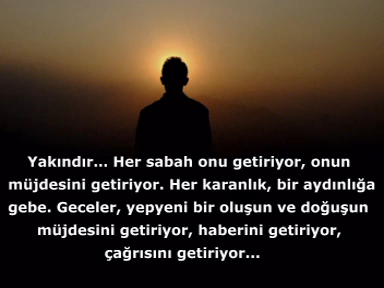 Yakındır... Her sabah onu getiriyor, onun
müjdesini getiriyor. Her karanlık, bir aydınlığa
gebe. Geceler, yepyeni bir oluşun ve doğuşun
müjdesini getiriyor, haberini getiriyor,
çağrısını getiriyor...